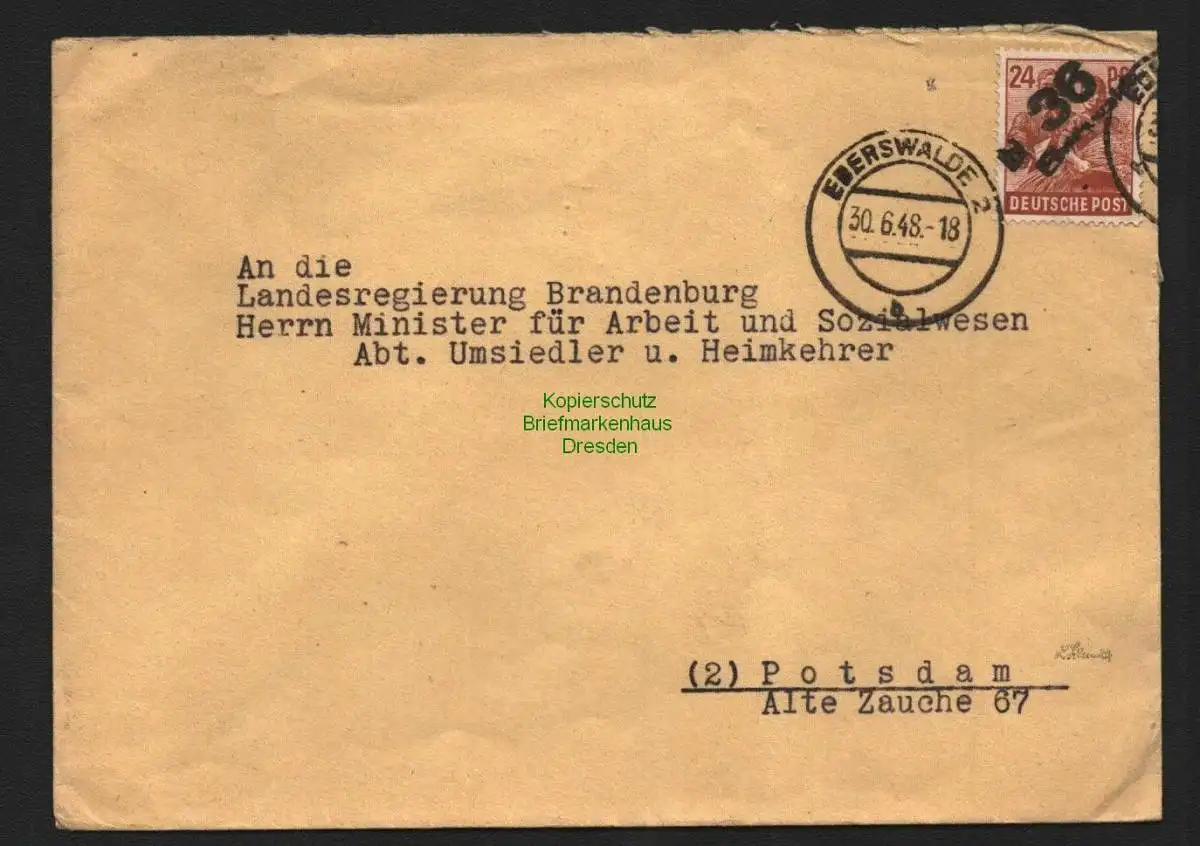 24
36
DEUTSCHE POST
EBERSWALDE 2
30. 6.48.-18
b
An die
Landesregierung Brandenburg
Herrn Minister für Arbeit und Sozialwesen
Abt. Umsiedler u. Heimkehrer
Kopierschutz
Briefmarkenhaus
Dresden
(2) P o t s d a m
Alte Zauche 67